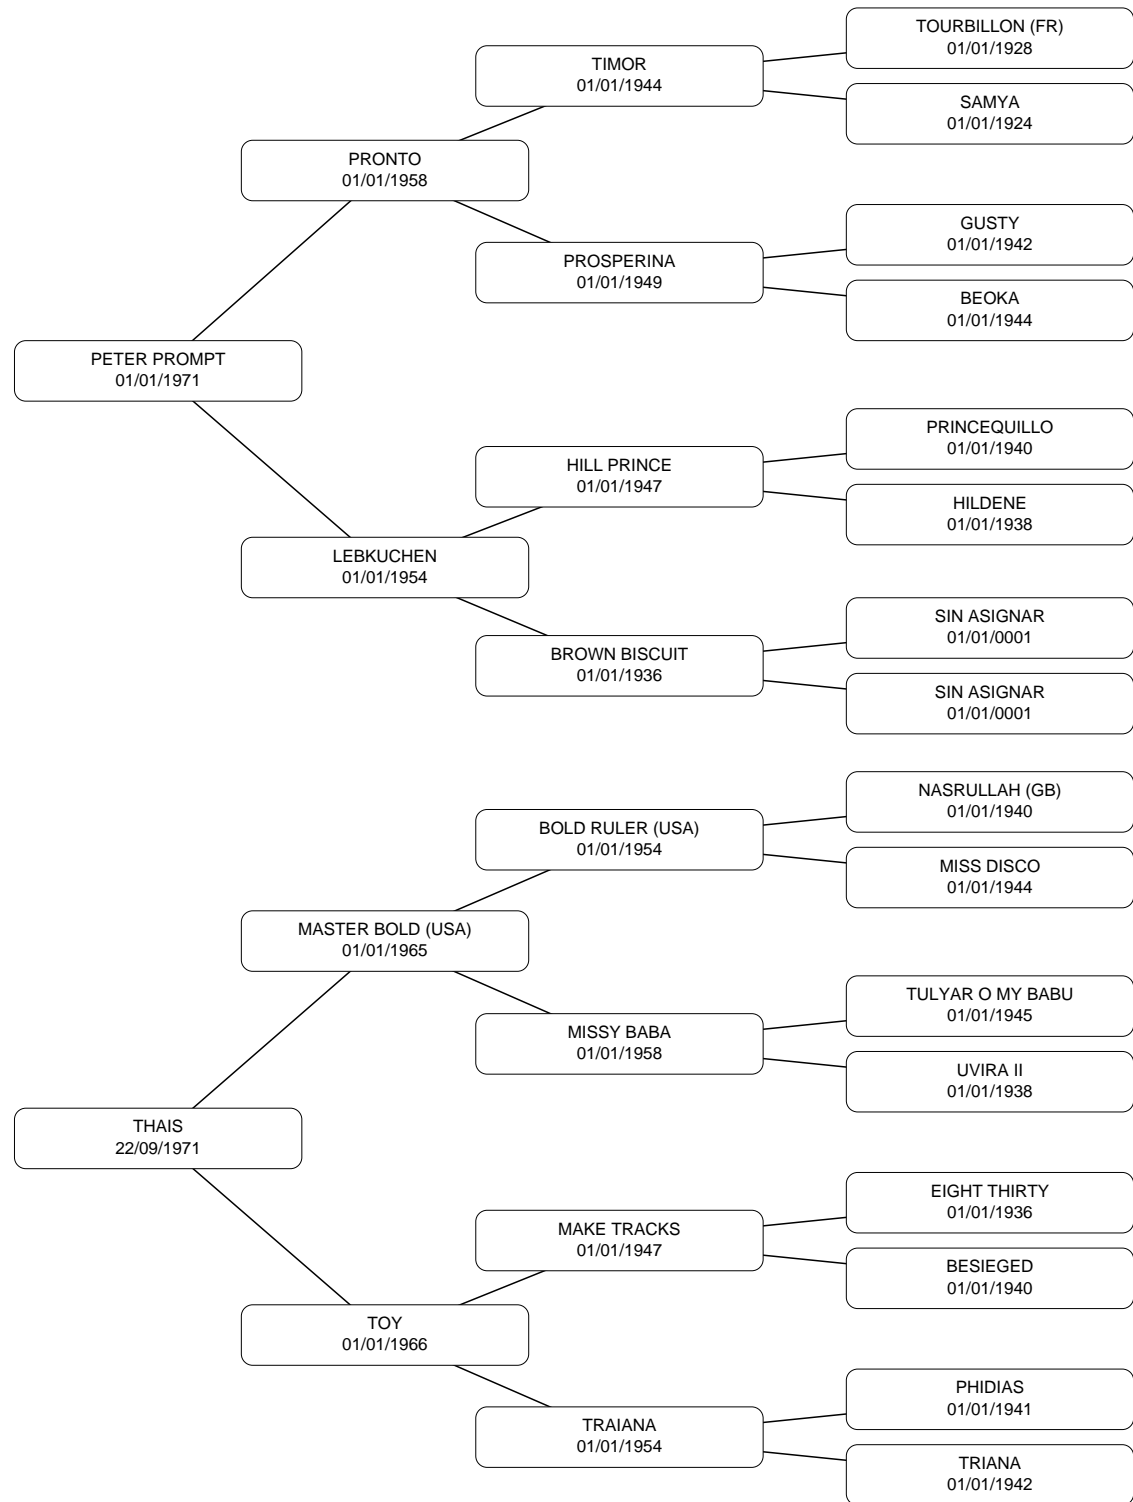 TOURBILLON (FR)
01/01/1928
TIMOR
01/01/1944
SAMYA
01/01/1924
PRONTO
01/01/1958
GUSTY
01/01/1942
PROSPERINA
01/01/1949
BEOKA
01/01/1944
PETER PROMPT
01/01/1971
PRINCEQUILLO
01/01/1940
HILL PRINCE
01/01/1947
HILDENE
01/01/1938
LEBKUCHEN
01/01/1954
SIN ASIGNAR
01/01/0001
BROWN BISCUIT
01/01/1936
SIN ASIGNAR
01/01/0001
NASRULLAH (GB)
01/01/1940
BOLD RULER (USA)
01/01/1954
MISS DISCO
01/01/1944
MASTER BOLD (USA)
01/01/1965
TULYAR O MY BABU
01/01/1945
MISSY BABA
01/01/1958
UVIRA II
01/01/1938
THAIS
22/09/1971
EIGHT THIRTY
01/01/1936
MAKE TRACKS
01/01/1947
BESIEGED
01/01/1940
TOY
01/01/1966
PHIDIAS
01/01/1941
TRAIANA
01/01/1954
TRIANA
01/01/1942